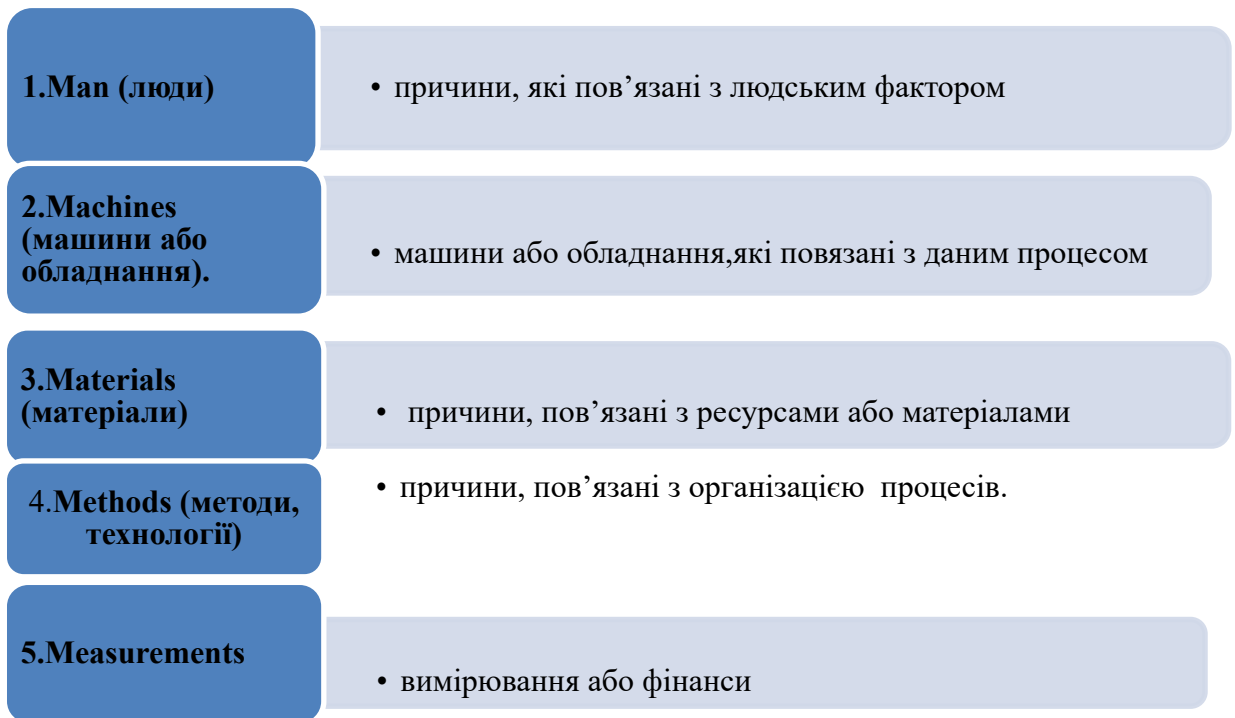 1.Man (люди)
• причини, які пов’язані з людським фактором
2.Machines
(машини або
обладнання).
• машини або обладнання,які повязані з даним процесом
3.Materials
(матеріали)
• причини, пов’язані з ресурсами або матеріалами
4.Methods (методи,
технології)
• причини, пов’язані з організацією процесів.
5.Measurements
• вимірювання або фінанси